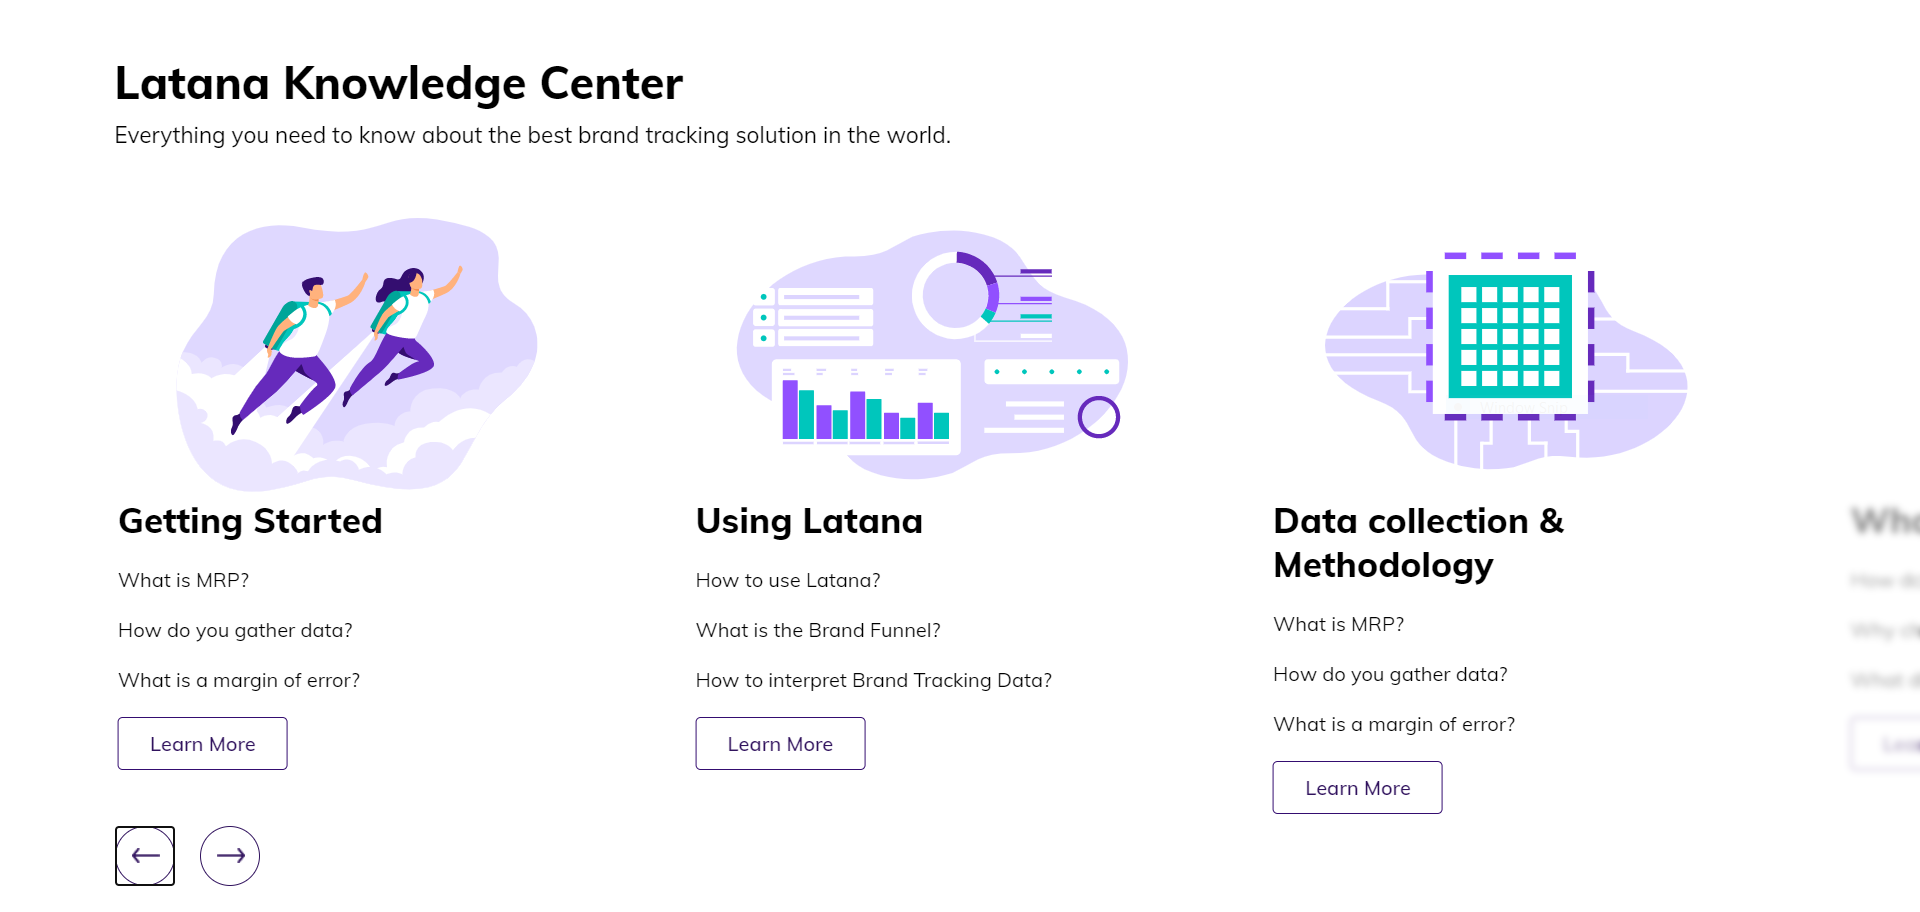 Latana Knowledge Center
Everything you need to know about the best brand tracking solution in the world.
Getting Started
What is MRP?
How do you gather data?
What is a margin of error?
Learn More
Using Latana
How to use Latana?
What is the Brand Funnel?
How to interpret Brand Tracking Data?
Learn More
Data collection &
Methodology
What is MRP?
How do you gather data?
What is a margin of error?
Learn More